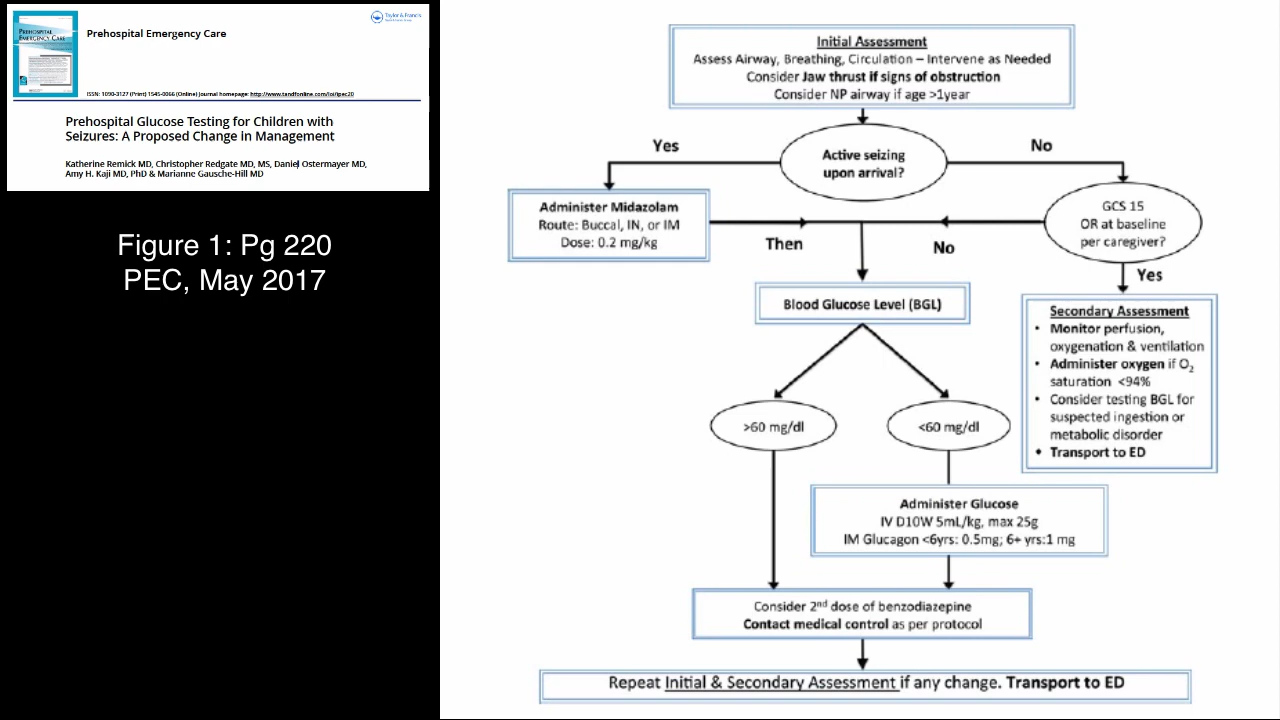 PREHOSPITAL
EMERGENCY CARE
Prehospital Emergency Care
Taylor & Francis
ISSN: 1090-3127 (Print) 1545-0066 (Online) Journal homepage: http://www.tandfonline.com/loi/ipec20
Prehospital Glucose Testing for Children with
Seizures: A Proposed Change in Management
Katherine Remick MD, Christopher Redgate MD, MS, Daniel Ostermayer MD,
Amy H. Kaji MD, PhD & Marianne Gausche-Hill MD
Figure 1: Pg 220
PEC, May 2017
Initial Assessment
Assess Airway, Breathing, Circulation – Intervene as Needed
Consider Jaw thrust if signs of obstruction
Consider NP airway if age >1year
Active seizing
upon arrival?
Yes
No
Administer Midazolam
Route: Buccal, IN, or IM
Dose: 0.2 mg/kg
Then
GCS 15
OR at baseline
per caregiver?
No
Yes
Blood Glucose Level (BGL)
Secondary Assessment
• Monitor perfusion,
oxygenation & ventilation
• Administer oxygen if O2
saturation <94%
• Consider testing BGL for
suspected ingestion or
metabolic disorder
• Transport to ED
>60 mg/dl
<60 mg/dl
Administer Glucose
IV D10W 5mL/kg, max 25g
IM Glucagon <6yrs: 0.5mg; 6+ yrs:1 mg
Consider 2nd dose of benzodiazepine
Contact medical control as per protocol
Repeat Initial & Secondary Assessment if any change. Transport to ED